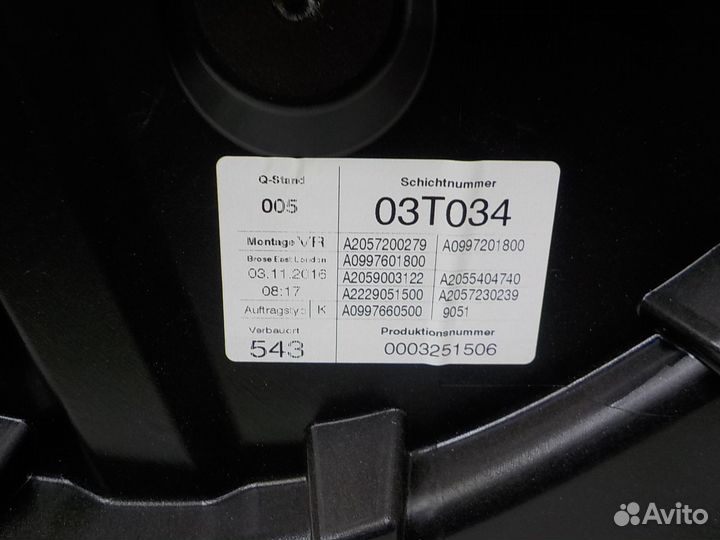 Q-Stand
005
Schichtnummer
03T034
Montage VR
A2057200279 A0997201800
Brose East London
A0997601800
03.11.2016
A2059003122 A2055404740
08:17
A2229051500 A2057230239
Auftragstyp K
A0997660500 9051
Verbauort
543
Produktionsnummer
0003251506
Avito